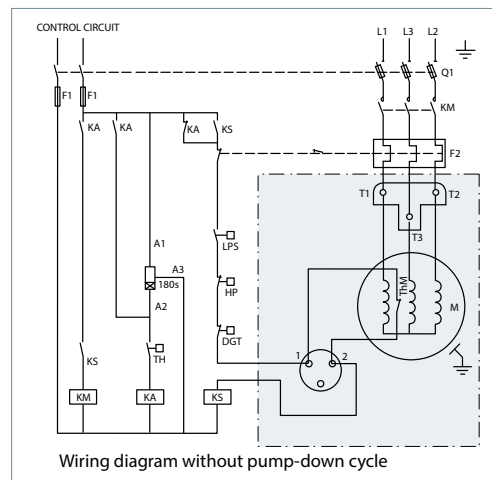 CONTROL CIRCUIT
L1 L3 L2
Q1
F1 F1
KM
KA KA KA KS
F2
T1 T2
T3
A1
LPS
A3
180s
HP
ThM
M
A2
DGT
TH
1 2
KS
KM KA KS
Wiring diagram without pump-down cycle